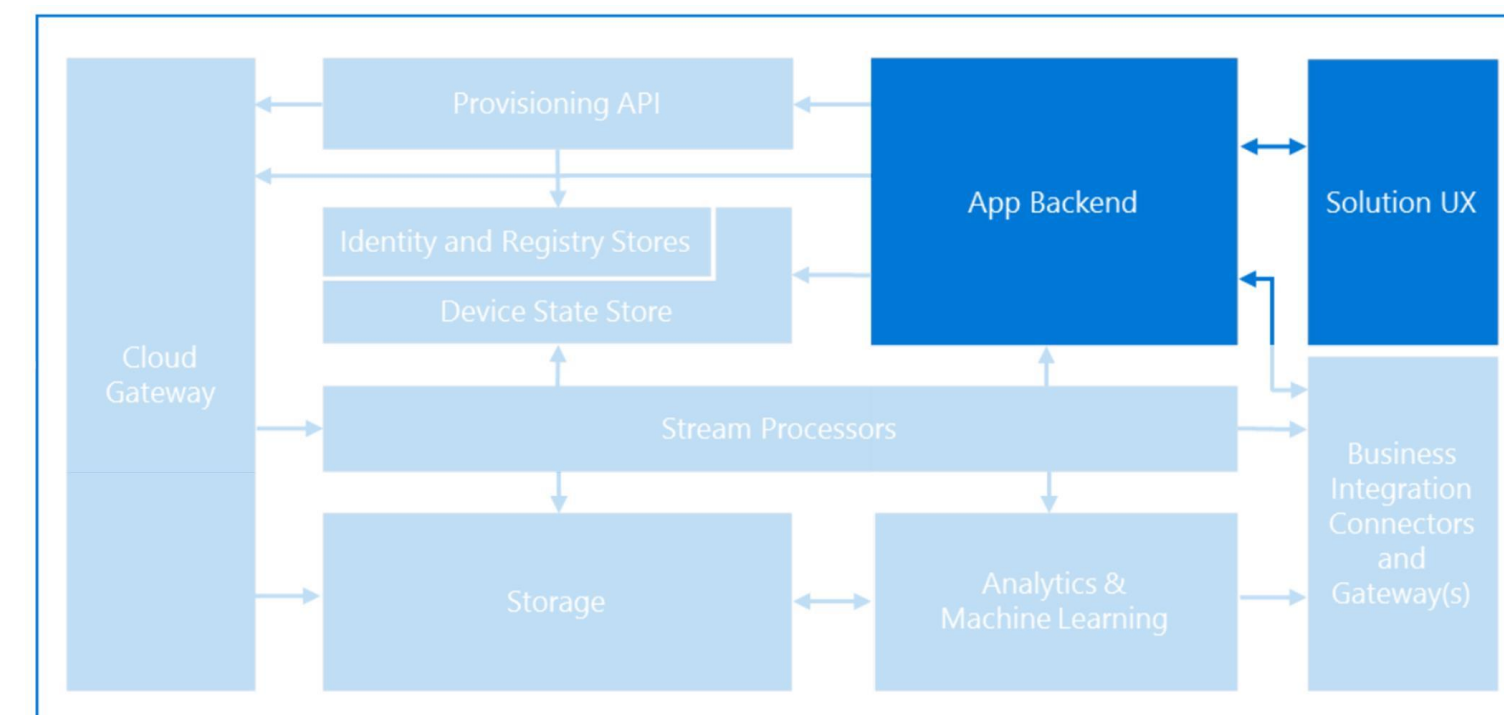 Provisioning API
App Backend
Solution UX
Identity and Registry Stores
Device State Store
Cloud
Gateway
Stream Processors
Business
Integration
Connectors
and
Gateway(s)
Storage
Analytics &
Machine Learning